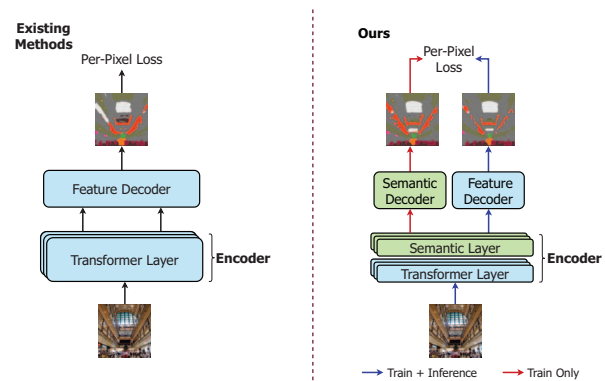 Existing
Methods
Per-Pixel Loss
Feature Decoder
Transformer Layer
Encoder
Ours
Per-Pixel
Loss
Semantic
Decoder
Feature
Decoder
Semantic Layer
Transformer Layer
Encoder
Train + Inference
Train Only